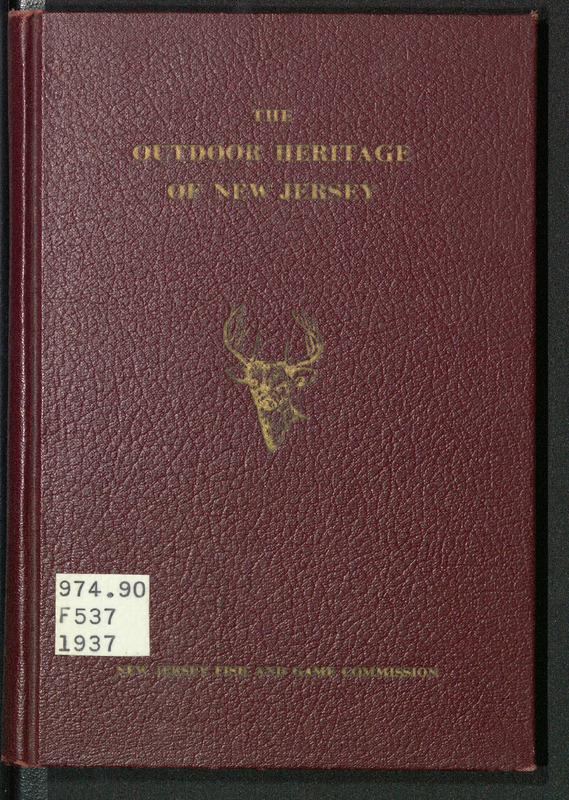 THE
OUTDOOR HERITAGE
OF NEW JERSEY
974.90
F537
1937
NEW JERSEY FISH AND GAME COMMISSION